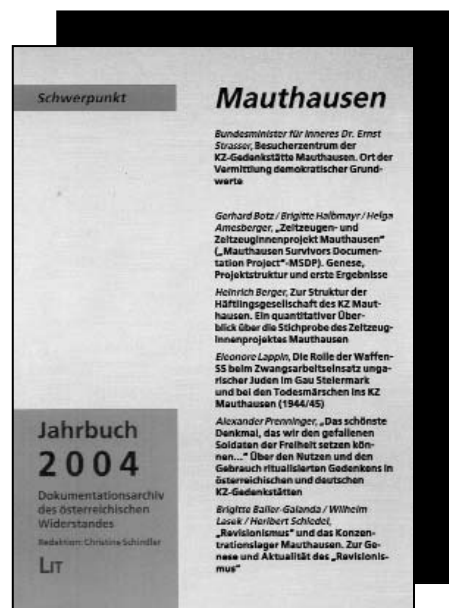 Schwerpunkt
Mauthausen
Bundesminister für Inneres Dr. Ernst
Strasser, Besucherzentrum der
KZ-Gedenkstätte Mauthausen. Ort der
Vermittlung demokratischer Grund-
werte
Gerhard Botz / Brigitte Halbmayr / Helga
Amesberger, „Zeitzeugen- und
Zeitzeuginnenprojekt Mauthausen“
(„Mauthausen Survivors Documen-
tation Project“-MSDP). Genese,
Projektstruktur und erste Ergebnisse
Heinrich Berger, Zur Struktur der
Häftlingsgesellschaft des KZ Maut-
hausen. Ein quantitativer Über-
blick über die Stichprobe des Zeitzeug-
Innenprojektes Mauthausen
Eleonore Lappin, Die Rolle der Waffen-
SS beim Zwangsarbeitseinsatz unga-
rischer Juden im Gau Steiermark
und bei den Todesmärschen ins KZ
Mauthausen (1944/45)
Alexander Prenninger, „Das schönste
Denkmal, das wir den gefallenen
Soldaten der Freiheit setzen kön-
nen...“ Über den Nutzen und den
Gebrauch ritualisierten Gedenkens in
österreichischen und deutschen
KZ-Gedenkstätten
Brigitte Bailer-Galanda / Wilhelm
Lasek / Heribert Schiedel,
„Revisionismus“ und das Konzen-
trationslager Mauthausen. Zur Ge-
nese und Aktualität des „Revisionis-
mus“
Jahrbuch
2004
Dokumentationsarchiv
des österreichischen
Widerstandes
Redaktion: Christine Schindler
LIT